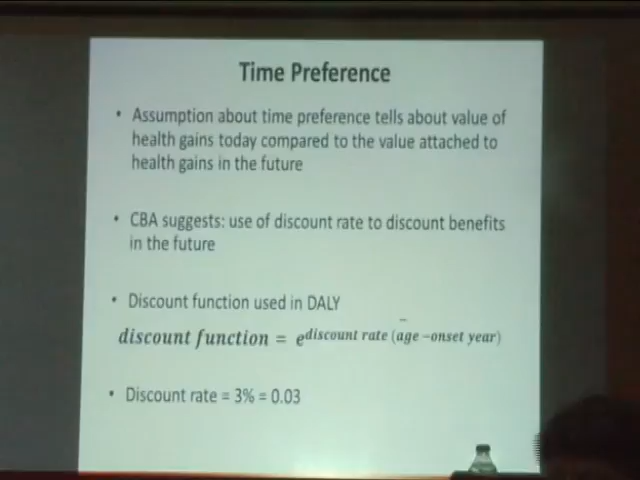 Time Preference
• Assumption about time preference tells about value of
health gains today compared to the value attached to
health gains in the future
• CBA suggests: use of discount rate to discount benefits
in the future
• Discount function used in DALY
discount function = e^discount rate (age −onset year)
• Discount rate = 3% = 0.03